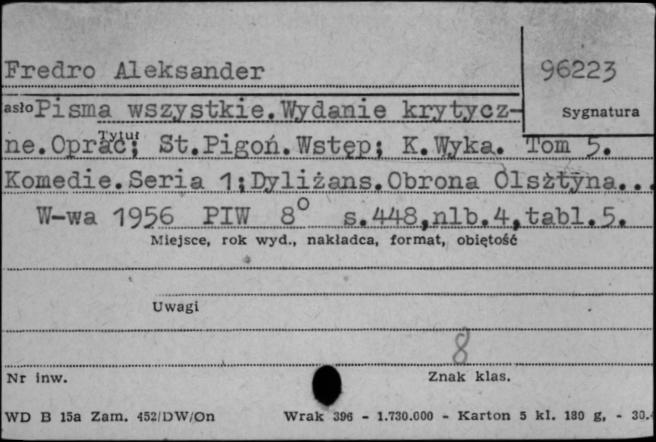 Fredro Aleksander
96223
asło Pisma wszystkie.Wydanie krytycz-
Sygnatura
Tytuł
ne.Oprac; St.Pigoń.Wstęp; K.Wyka. Tom 5.
Komedie.Seria 1;Dyliżans.Obrona Olsztyna...
W-wa 1956 PIW 8° s.448,nlb.4,tabl.5.
Miejsce, rok wyd., nakładca, format, obiętość
Uwagi
8
Nr inw.
Znak klas.
WD B 15a Zam. 452/DW/On Wrak 396 - 1.730.000 - Karton 5 kl. 180 g, - 30.